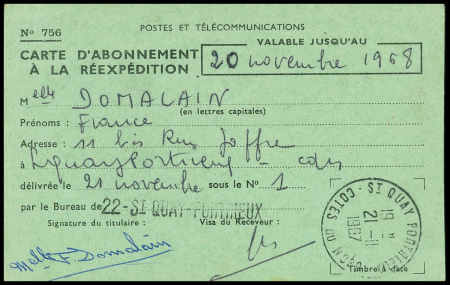 No 756
POSTES ET TÉLÉCOMMUNICATIONS
CARTE D'ABONNEMENT
À LA RÉEXPÉDITION
VALABLE JUSQU'AU
20 novembre 1968
Melle DOMALAIN
(en lettres capitales)
Prénoms : France
Adresse : 11 bis Rue Joffre
à St Quay Portrieux - cdn
délivrée le 21 novembre sous le No 1
par le Bureau de 22-St QUAY-PORTRIEUX
Signature du titulaire : Visa du Receveur :
Melle F. Domalain
ST QUAY PORTRIEUX
21-11
1967
COTES DU NORD
Timbre à date